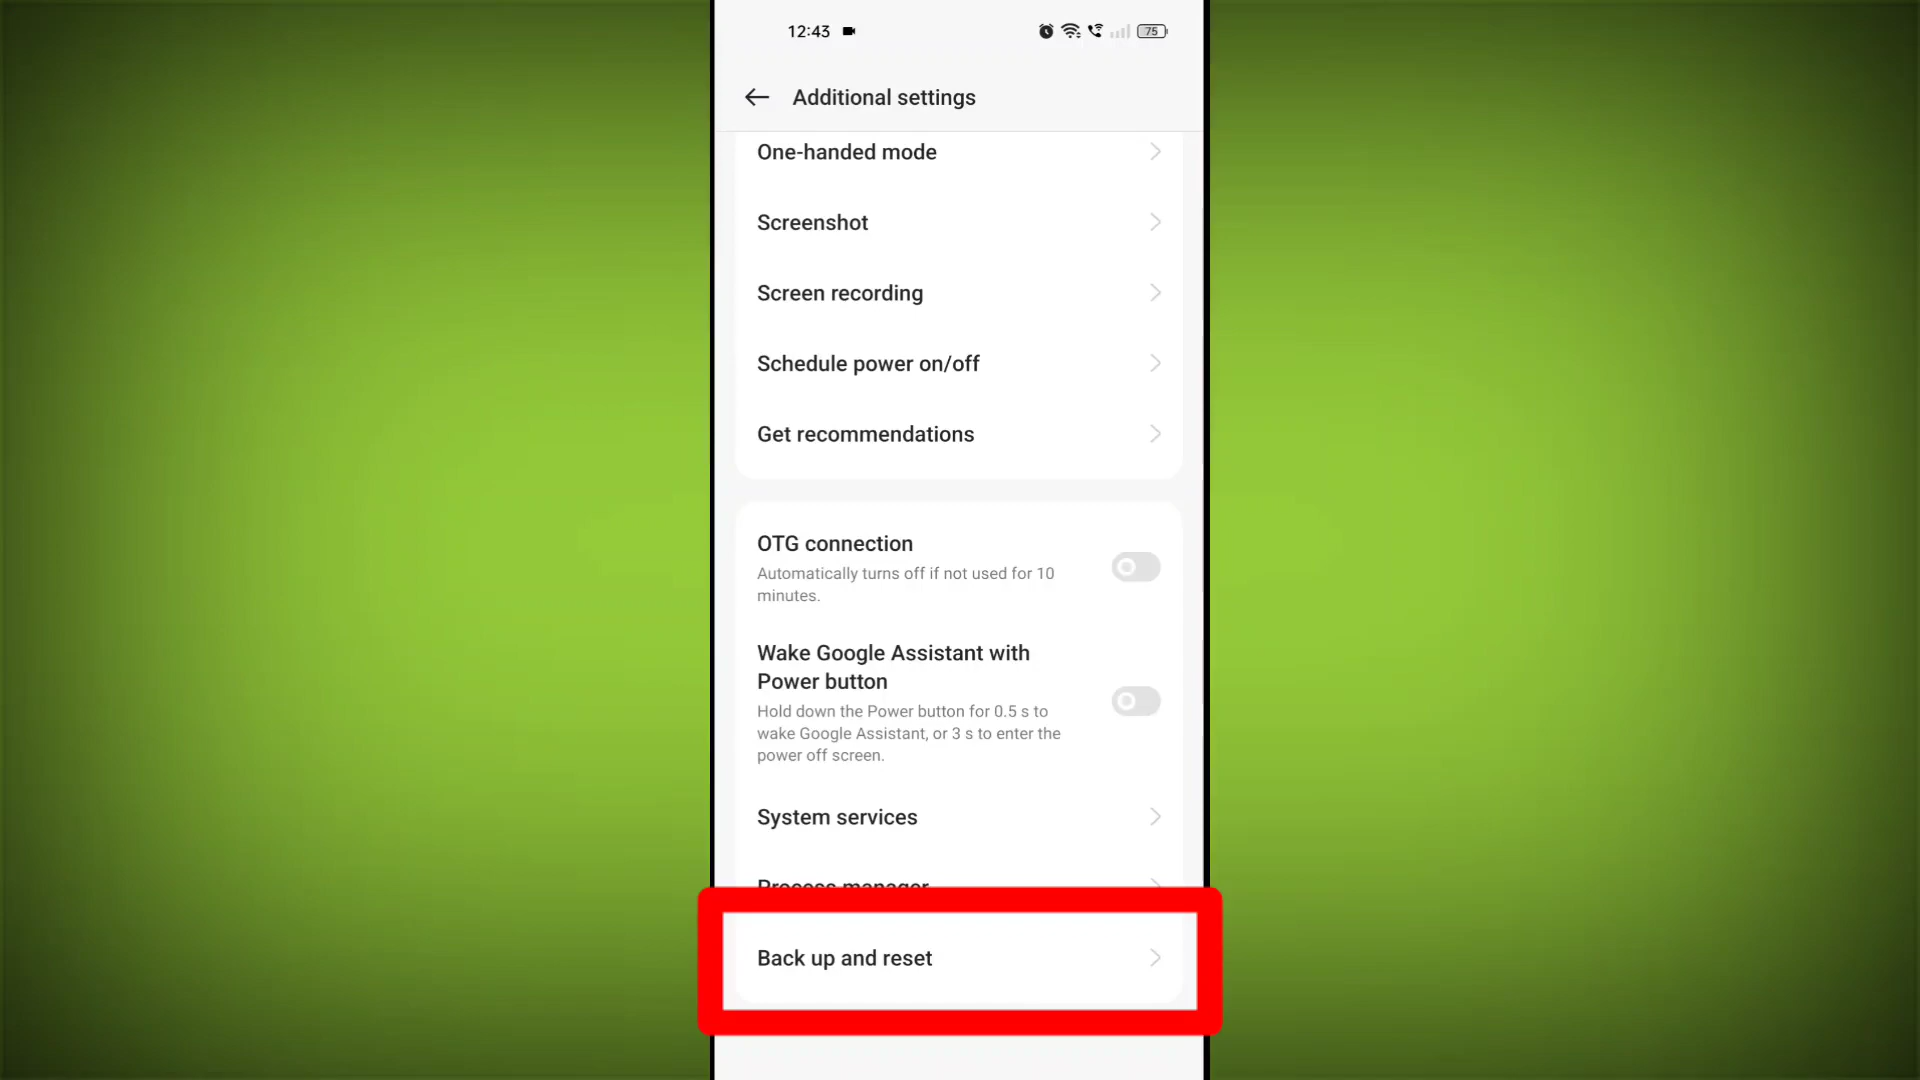 12:43
75
Additional settings
One-handed mode
Screenshot
Screen recording
Schedule power on/off
Get recommendations
OTG connection
Automatically turns off if not used for 10
minutes.
Wake Google Assistant with
Power button
Hold down the Power button for 0.5 s to
wake Google Assistant, or 3 s to enter the
power off screen.
System services
Process manager
Back up and reset